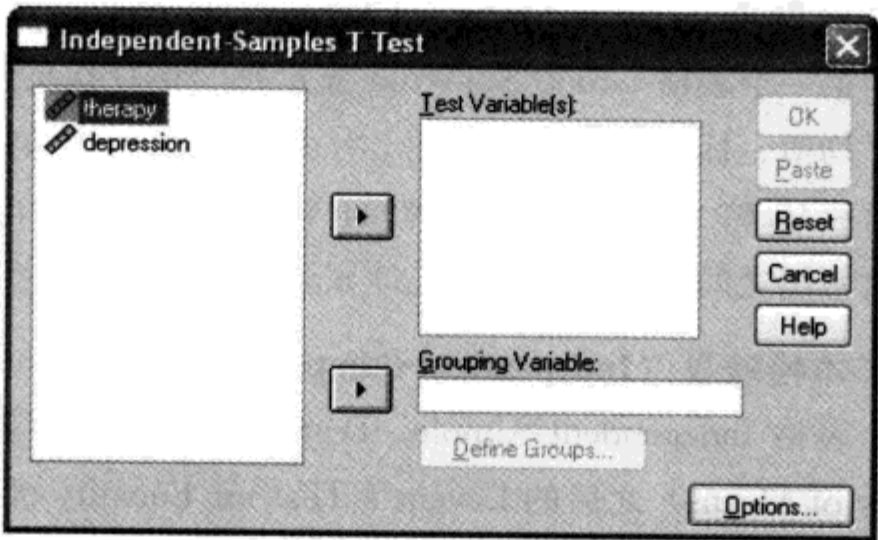 Independent-Samples T Test
therapy
depression
Test Variable(s):
OK
Paste
Reset
Cancel
Help
Grouping Variable:
Define Groups...
Options...